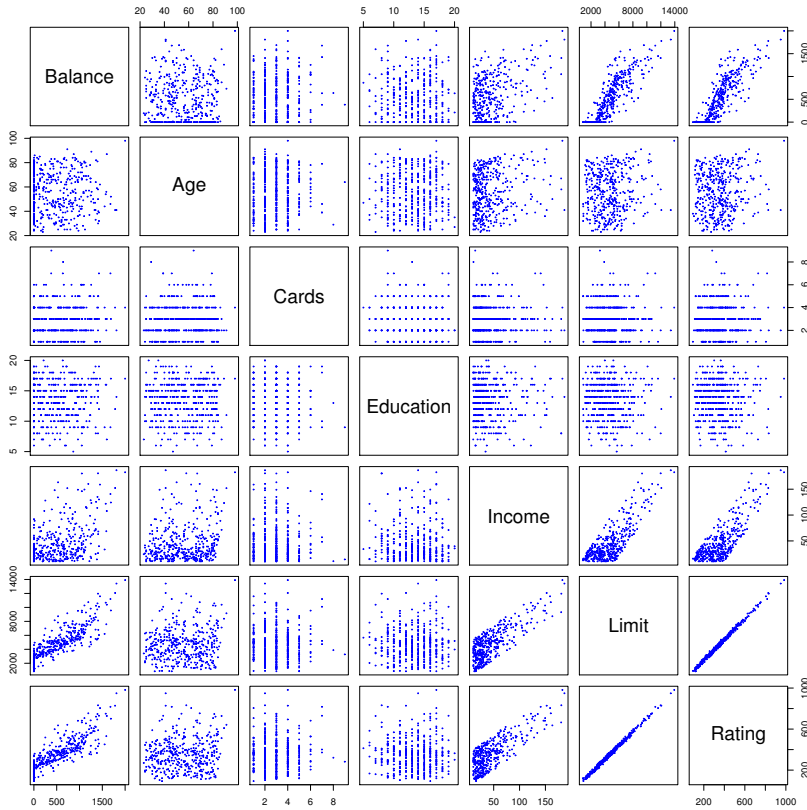 20 40 60 80 100 5 10 15 20 2000 8000 14000
Balance
0 500 1500
Age
20 40 60 80 100
Cards
2 4 6 8
Education
5 10 15 20
Income
50 100 150
Limit
2000 8000 14000
Rating
200 600 1000
0 500 1500 2 4 6 8 50 100 150 200 600 1000